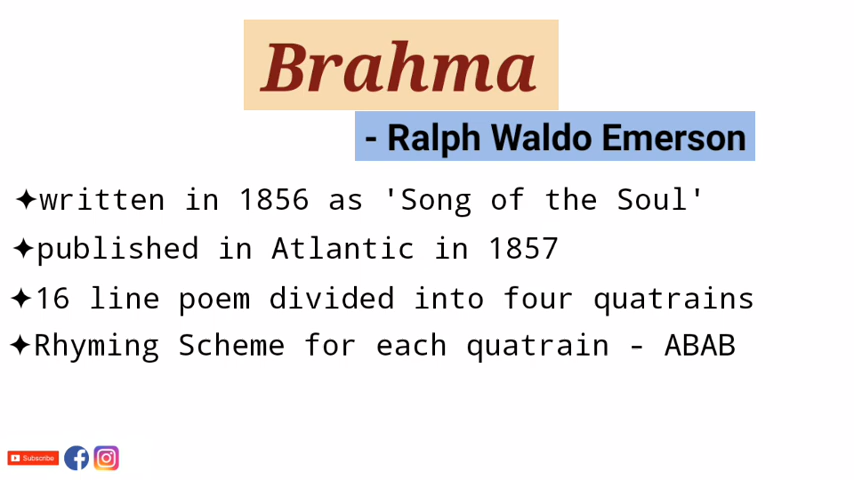 Brahma
- Ralph Waldo Emerson
✦written in 1856 as 'Song of the Soul'
✦published in Atlantic in 1857
✦16 line poem divided into four quatrains
✦Rhyming Scheme for each quatrain - ABAB
Subscribe